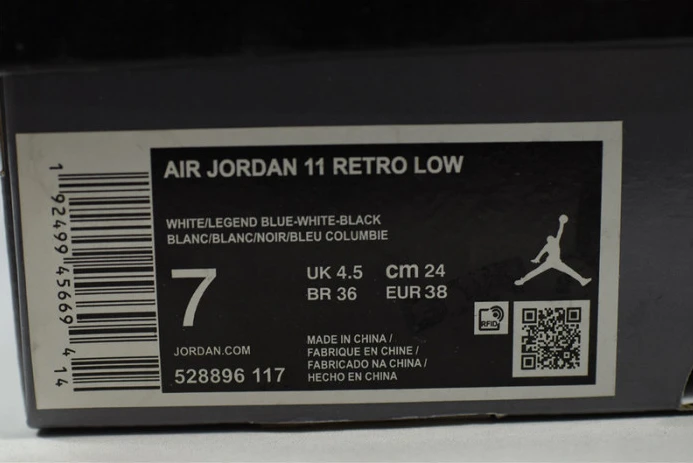 AIR JORDAN 11 RETRO LOW
WHITE/LEGEND BLUE-WHITE-BLACK
BLANC/BLANC/NOIR/BLEU COLUMBIE
7
UK 4.5 cm 24
BR 36 EUR 38
RFID
JORDAN.COM
528896 117
MADE IN CHINA /
FABRIQUE EN CHINE /
FABRICADO NA CHINA /
HECHO EN CHINA
1 92499 45669 414